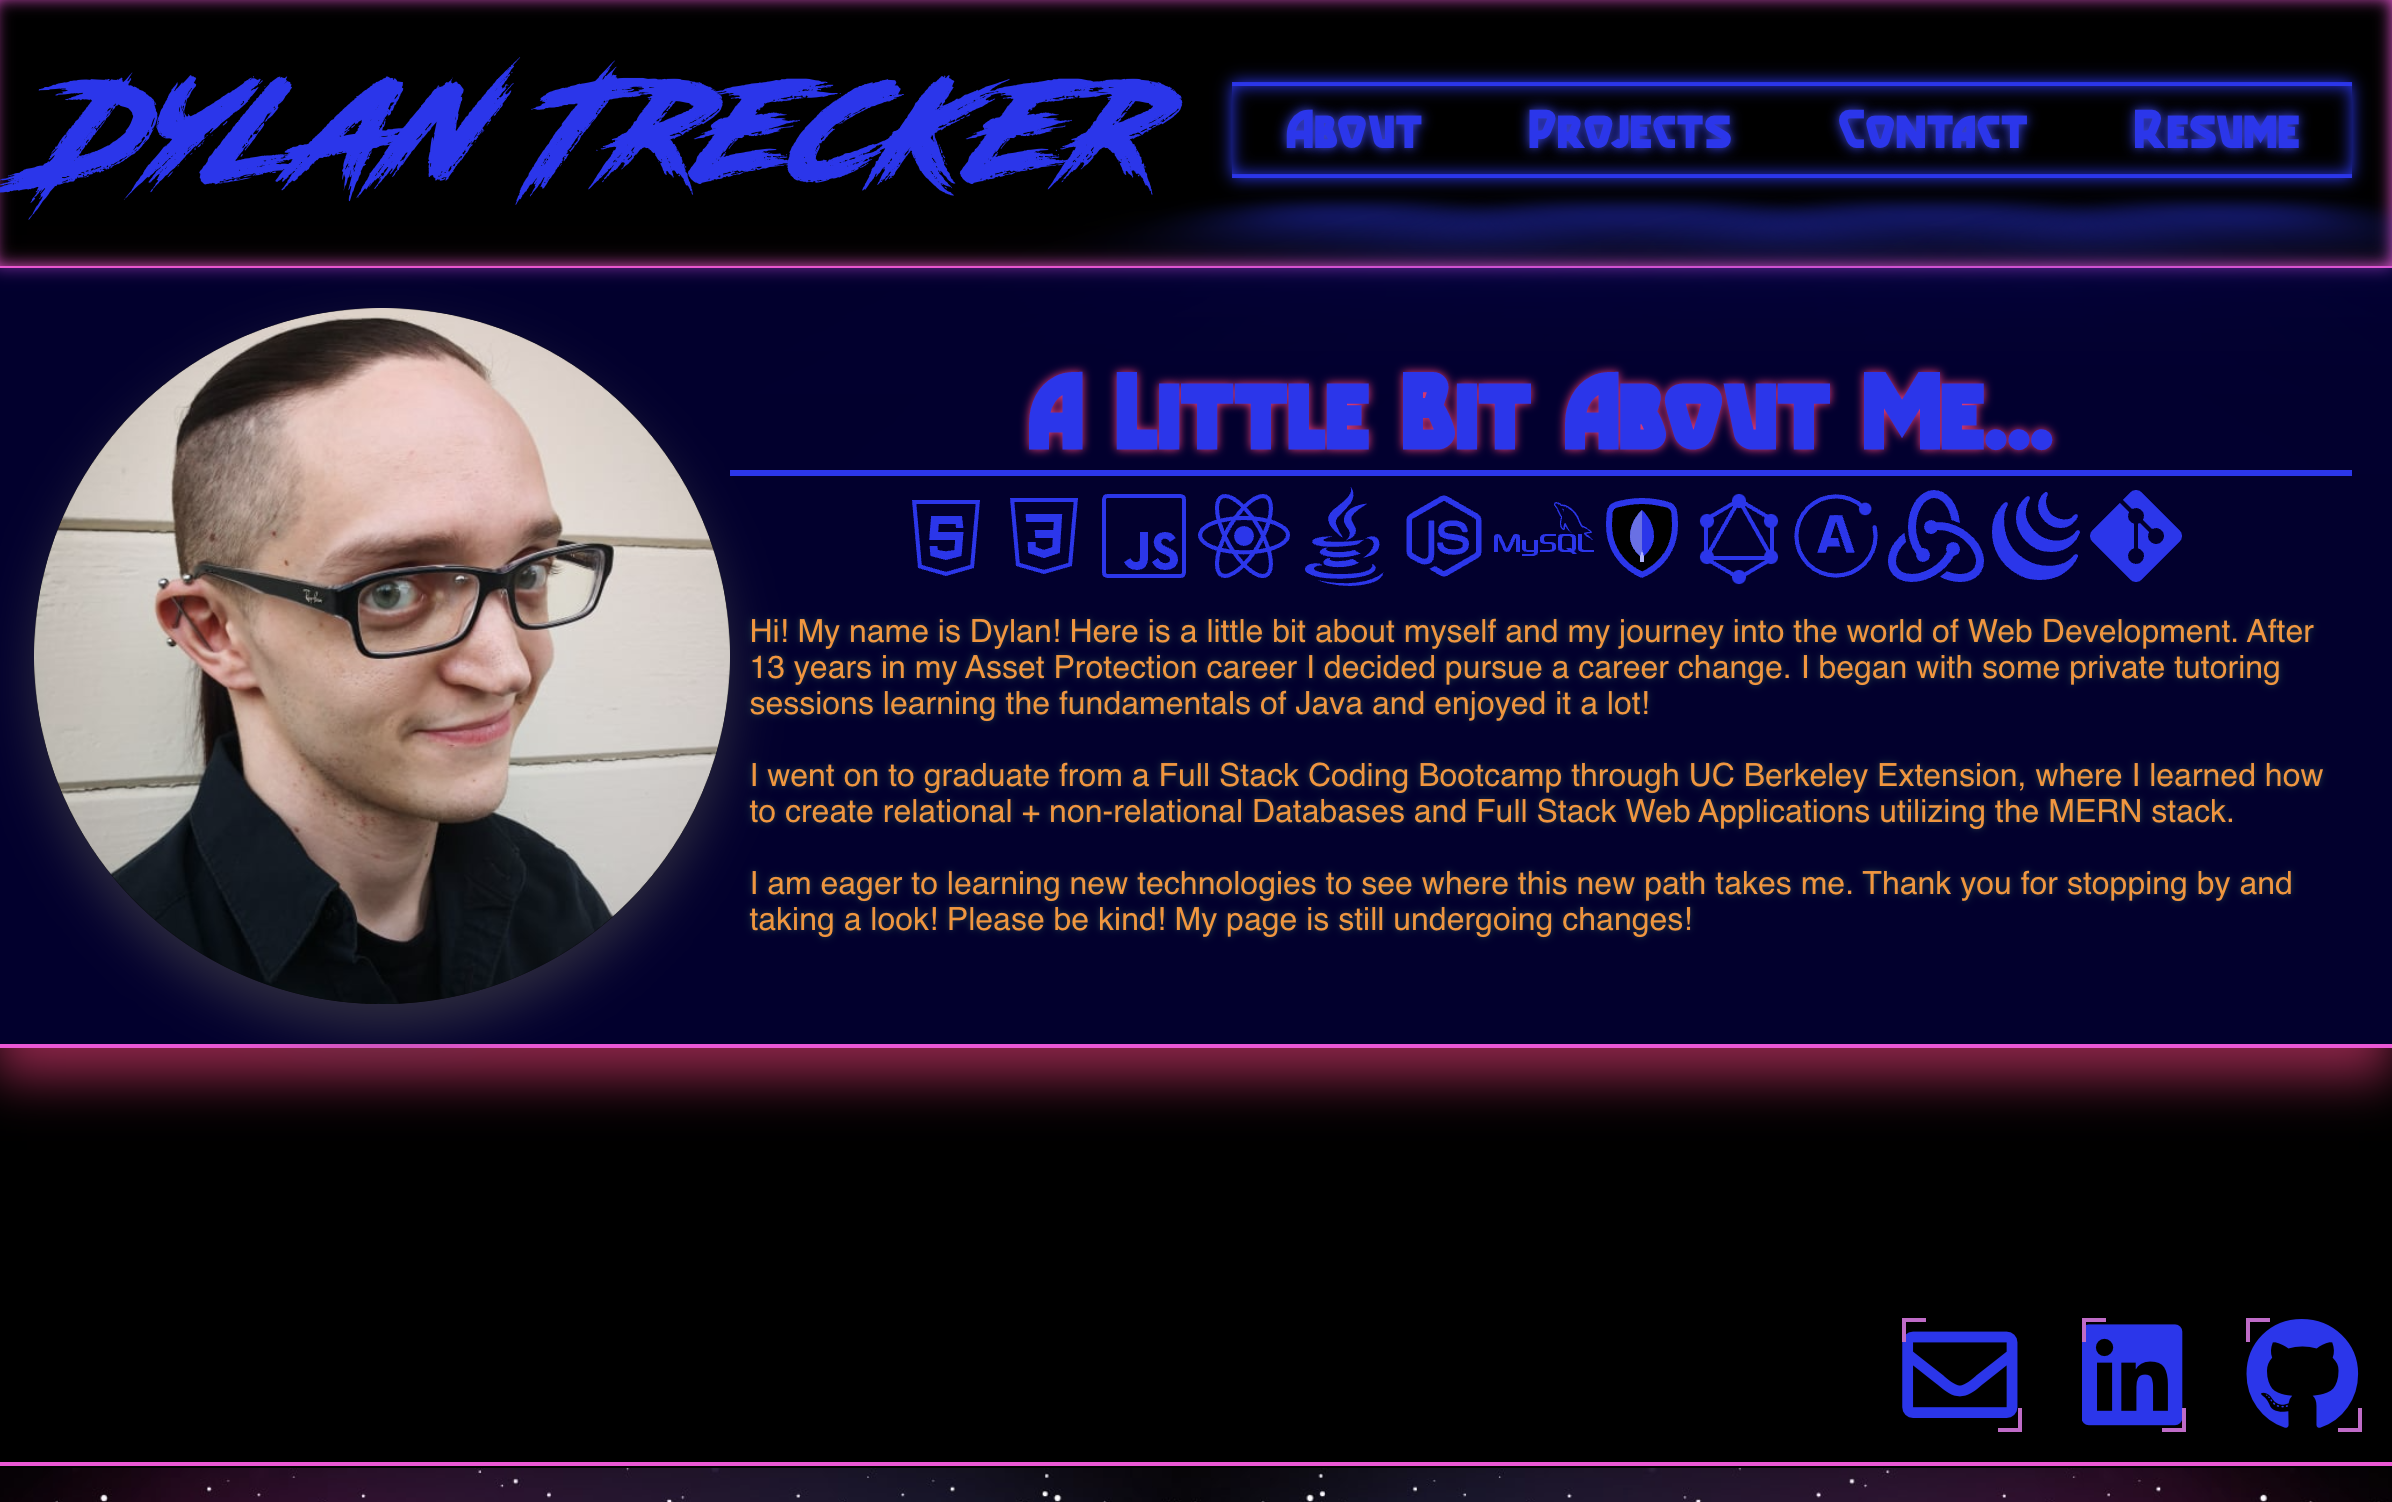 Dylan Trecker
About Projects Contact Resume
A Little Bit About Me...
5 3 JS JS MySQL A
Hi! My name is Dylan! Here is a little bit about myself and my journey into the world of Web Development. After
13 years in my Asset Protection career I decided pursue a career change. I began with some private tutoring
sessions learning the fundamentals of Java and enjoyed it a lot!
I went on to graduate from a Full Stack Coding Bootcamp through UC Berkeley Extension, where I learned how
to create relational + non-relational Databases and Full Stack Web Applications utilizing the MERN stack.
I am eager to learning new technologies to see where this new path takes me. Thank you for stopping by and
taking a look! Please be kind! My page is still undergoing changes!
Ray-Ban
in